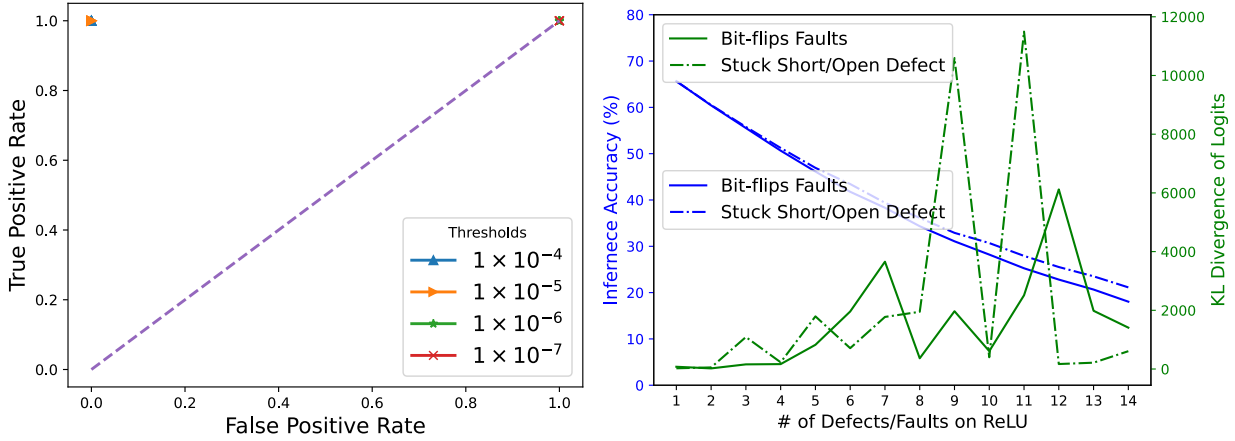 True Positive Rate
1.0
0.8
0.6
0.4
0.2
0.0
Thresholds
1 × 10⁻⁴
1 × 10⁻⁵
1 × 10⁻⁶
1 × 10⁻⁷
0.0 0.2 0.4 0.6 0.8 1.0
False Positive Rate
Infernece Accuracy (%)
80
70
60
50
40
30
20
10
0
Bit-flips Faults
Stuck Short/Open Defect
Bit-flips Faults
Stuck Short/Open Defect
12000
10000
8000
6000
4000
2000
0
KL Divergence of Logits
1 2 3 4 5 6 7 8 9 10 11 12 13 14
# of Defects/Faults on ReLU